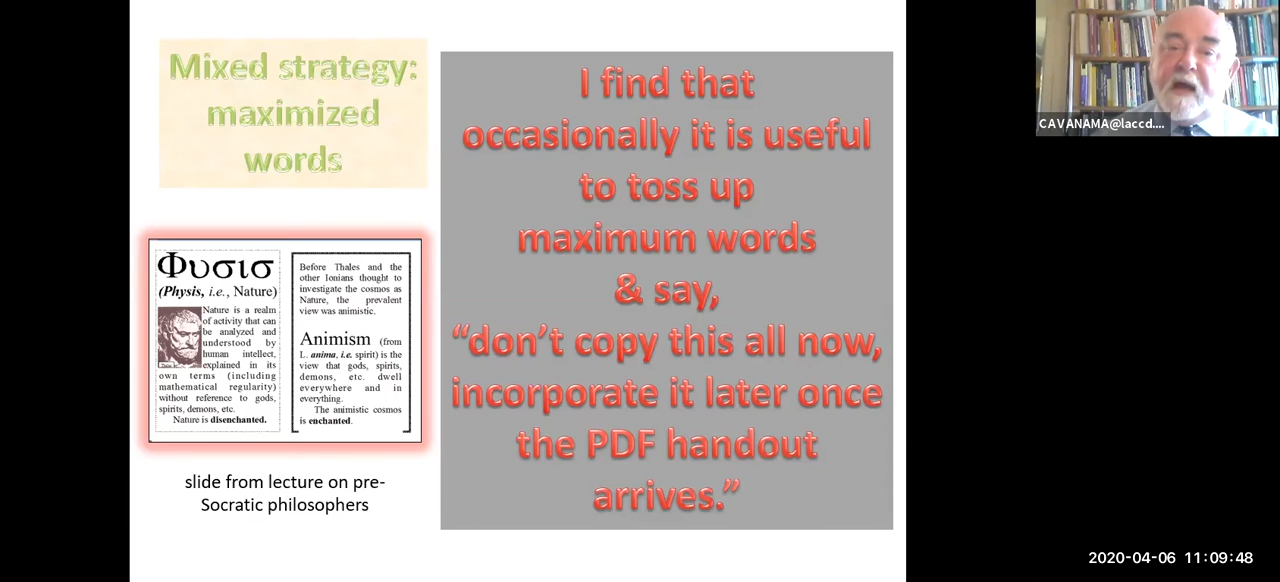 Mixed strategy:
maximized
words
Φυσις
(Physis, i.e., Nature)
Nature is a realm
of activity that can
be analyzed and
understood by
human intellect,
explained in its
own terms (including
mathematical regularity)
without reference to gods,
spirits, demons, etc.
Nature is disenchanted.
Before Thales and the
other Ionians thought to
investigate the cosmos as
Nature, the prevalent
view was animistic.
Animism (from
L. anima, i.e. spirit) is the
view that gods, spirits,
demons, etc. dwell
everywhere and in
everything.
The animistic cosmos
is enchanted.
slide from lecture on pre-
Socratic philosophers
I find that
occasionally it is useful
to toss up
maximum words
& say,
“don’t copy this all now,
incorporate it later once
the PDF handout
arrives.”
CAVANAMA@laccd....
2020-04-06 11:09:48